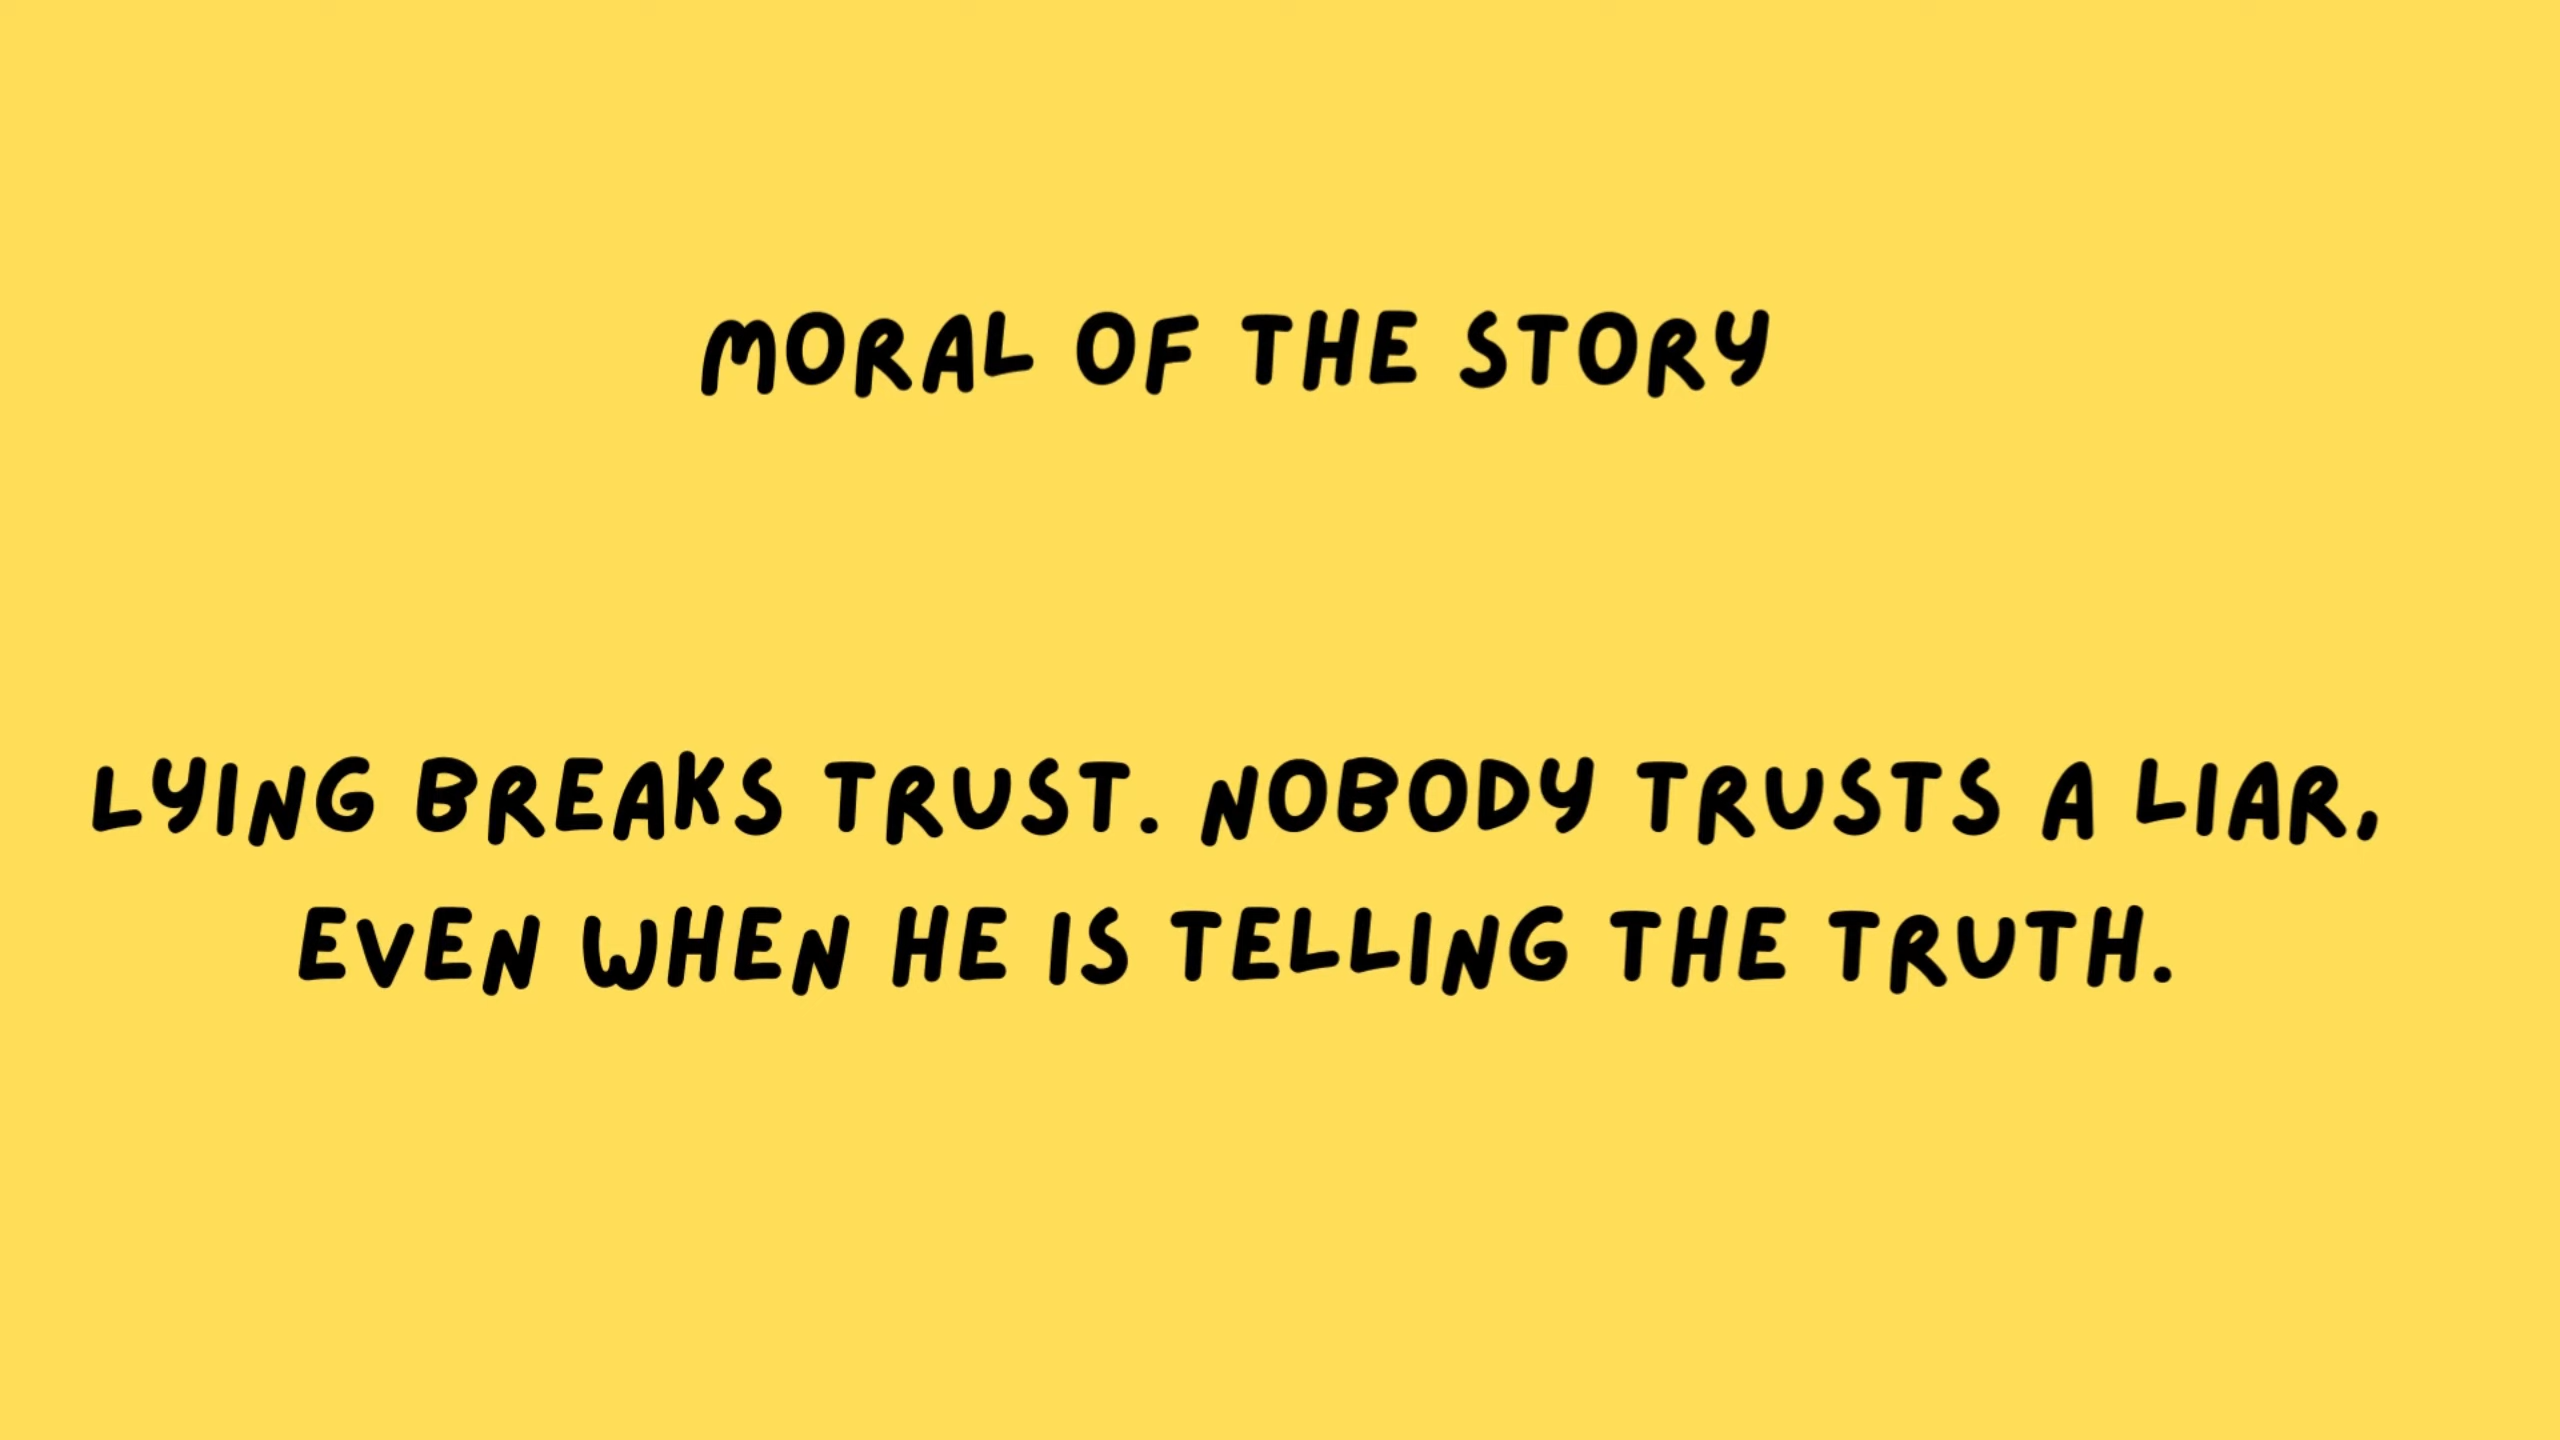 MORAL OF THE STORY
LYING BREAKS TRUST. NOBODY TRUSTS A LIAR,
EVEN WHEN HE IS TELLING THE TRUTH.